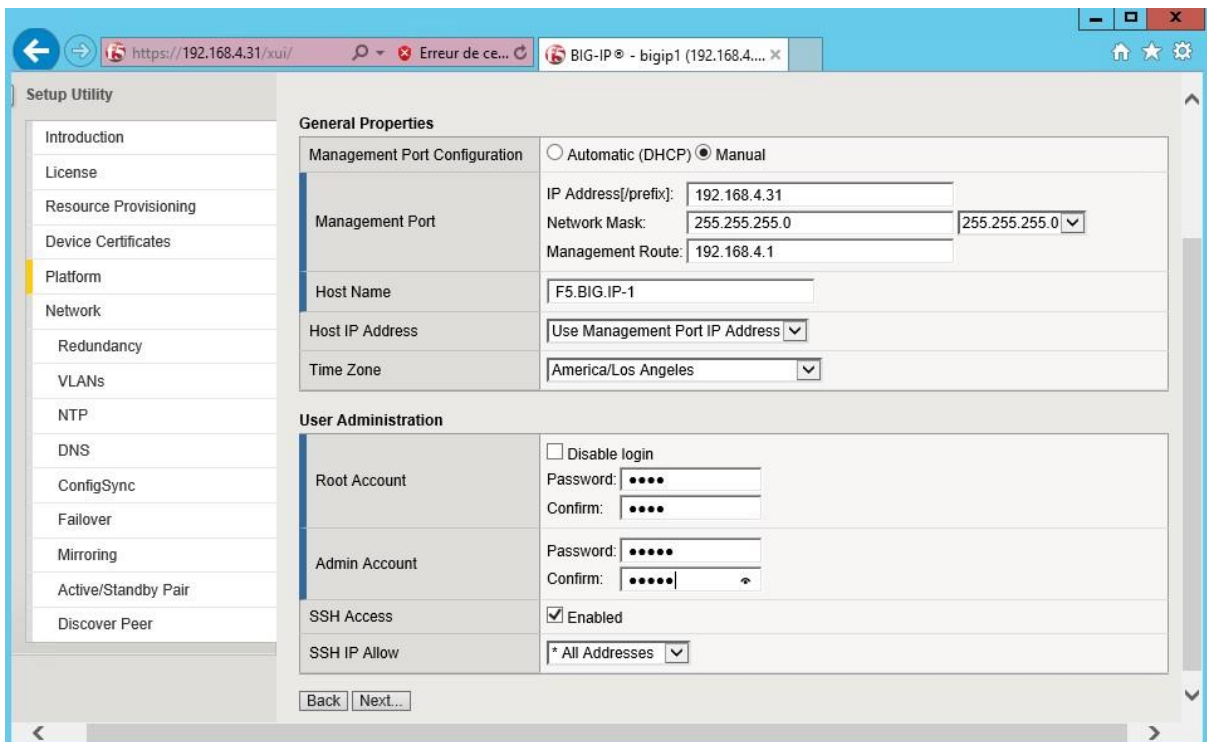 https://192.168.4.31/xui/
Erreur de ce...
BIG-IP® - bigip1 (192.168.4....
Setup Utility
Introduction
License
Resource Provisioning
Device Certificates
Platform
Network
Redundancy
VLANs
NTP
DNS
ConfigSync
Failover
Mirroring
Active/Standby Pair
Discover Peer
General Properties
Management Port Configuration
Automatic (DHCP) Manual
Management Port
IP Address[/prefix]: 192.168.4.31
Network Mask: 255.255.255.0 255.255.255.0
Management Route: 192.168.4.1
Host Name F5.BIG.IP-1
Host IP Address Use Management Port IP Address
Time Zone America/Los Angeles
User Administration
Root Account
Disable login
Password: ••••
Confirm: ••••
Admin Account
Password: •••••
Confirm: •••••
SSH Access Enabled
SSH IP Allow * All Addresses
Back Next...